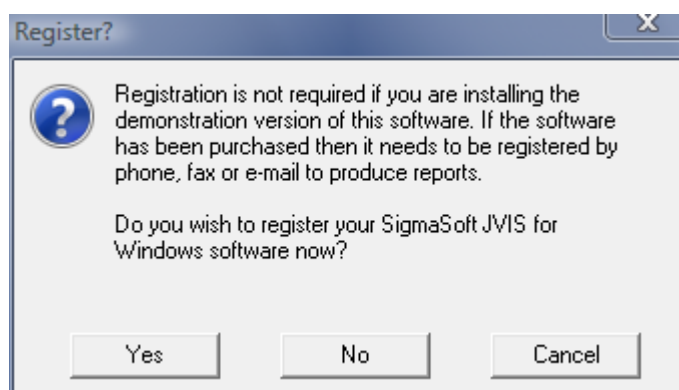 Register?
Registration is not required if you are installing the
demonstration version of this software. If the software
has been purchased then it needs to be registered by
phone, fax or e-mail to produce reports.
Do you wish to register your SigmaSoft JVIS for
Windows software now?
Yes
No
Cancel